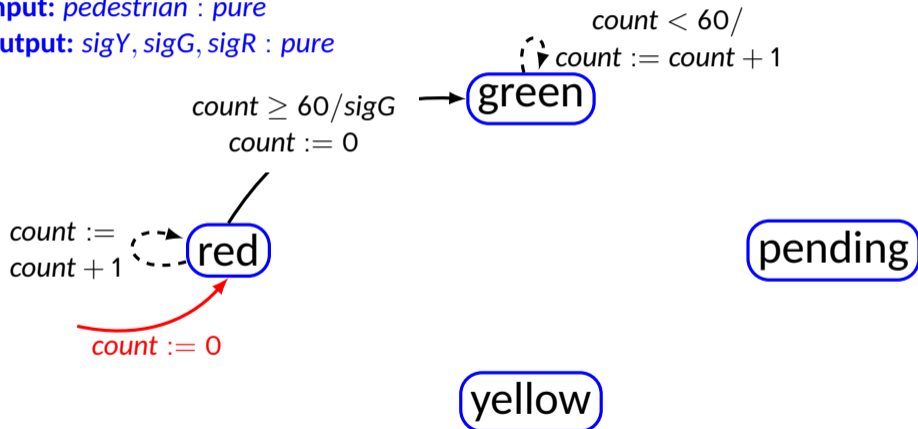 nput: pedestrian : pure
utput: sigY, sigG, sigR : pure
count < 60/
count := count + 1
count ≥ 60/sigG
count := 0
green
count :=
count + 1
red
pending
count := 0
yellow